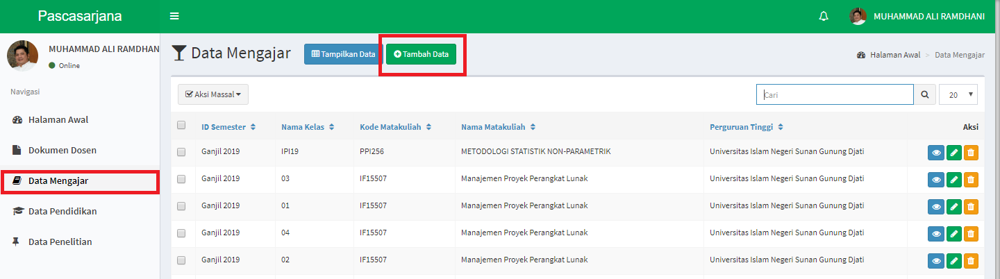 Pascasarjana
MUHAMMAD ALI RAMDHANI
MUHAMMAD ALI RAMDHAN
Online
Navigasi
Halaman Awal
Dokumen Dosen
Data Mengajar
Data Pendidikan
Data Penelitian
Data Mengajar Tampilkan Data Tambah Data
Halaman Awal > Data Mengajar
Aksi Massal Cari 20
ID Semester Nama Kelas Kode Matakuliah Nama Matakuliah Perguruan Tinggi Aksi
Ganjil 2019 IPI19 PPI256 METODOLOGI STATISTIK NON-PARAMETRIK Universitas Islam Negeri Sunan Gunung Djati
Ganjil 2019 03 IF15507 Manajemen Proyek Perangkat Lunak Universitas Islam Negeri Sunan Gunung Djati
Ganjil 2019 01 IF15507 Manajemen Proyek Perangkat Lunak Universitas Islam Negeri Sunan Gunung Djati
Ganjil 2019 04 IF15507 Manajemen Proyek Perangkat Lunak Universitas Islam Negeri Sunan Gunung Djati
Ganjil 2019 02 IF15507 Manajemen Proyek Perangkat Lunak Universitas Islam Negeri Sunan Gunung Djati